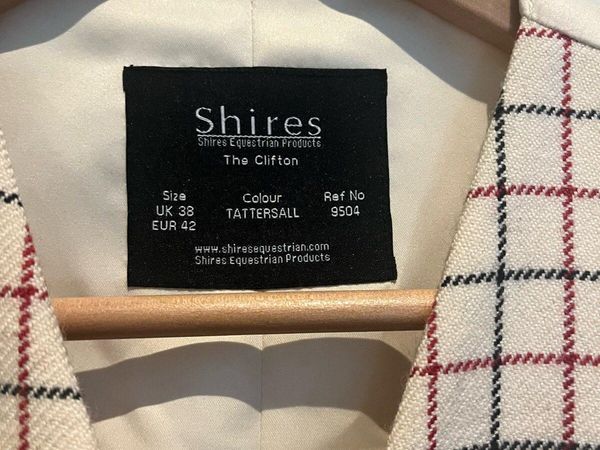 Shires
Shires Equestrian Products
The Clifton
Size Colour Ref No
UK 38 TATTERSALL 9504
EUR 42
www.shiresequestrian.com
Shires Equestrian Products